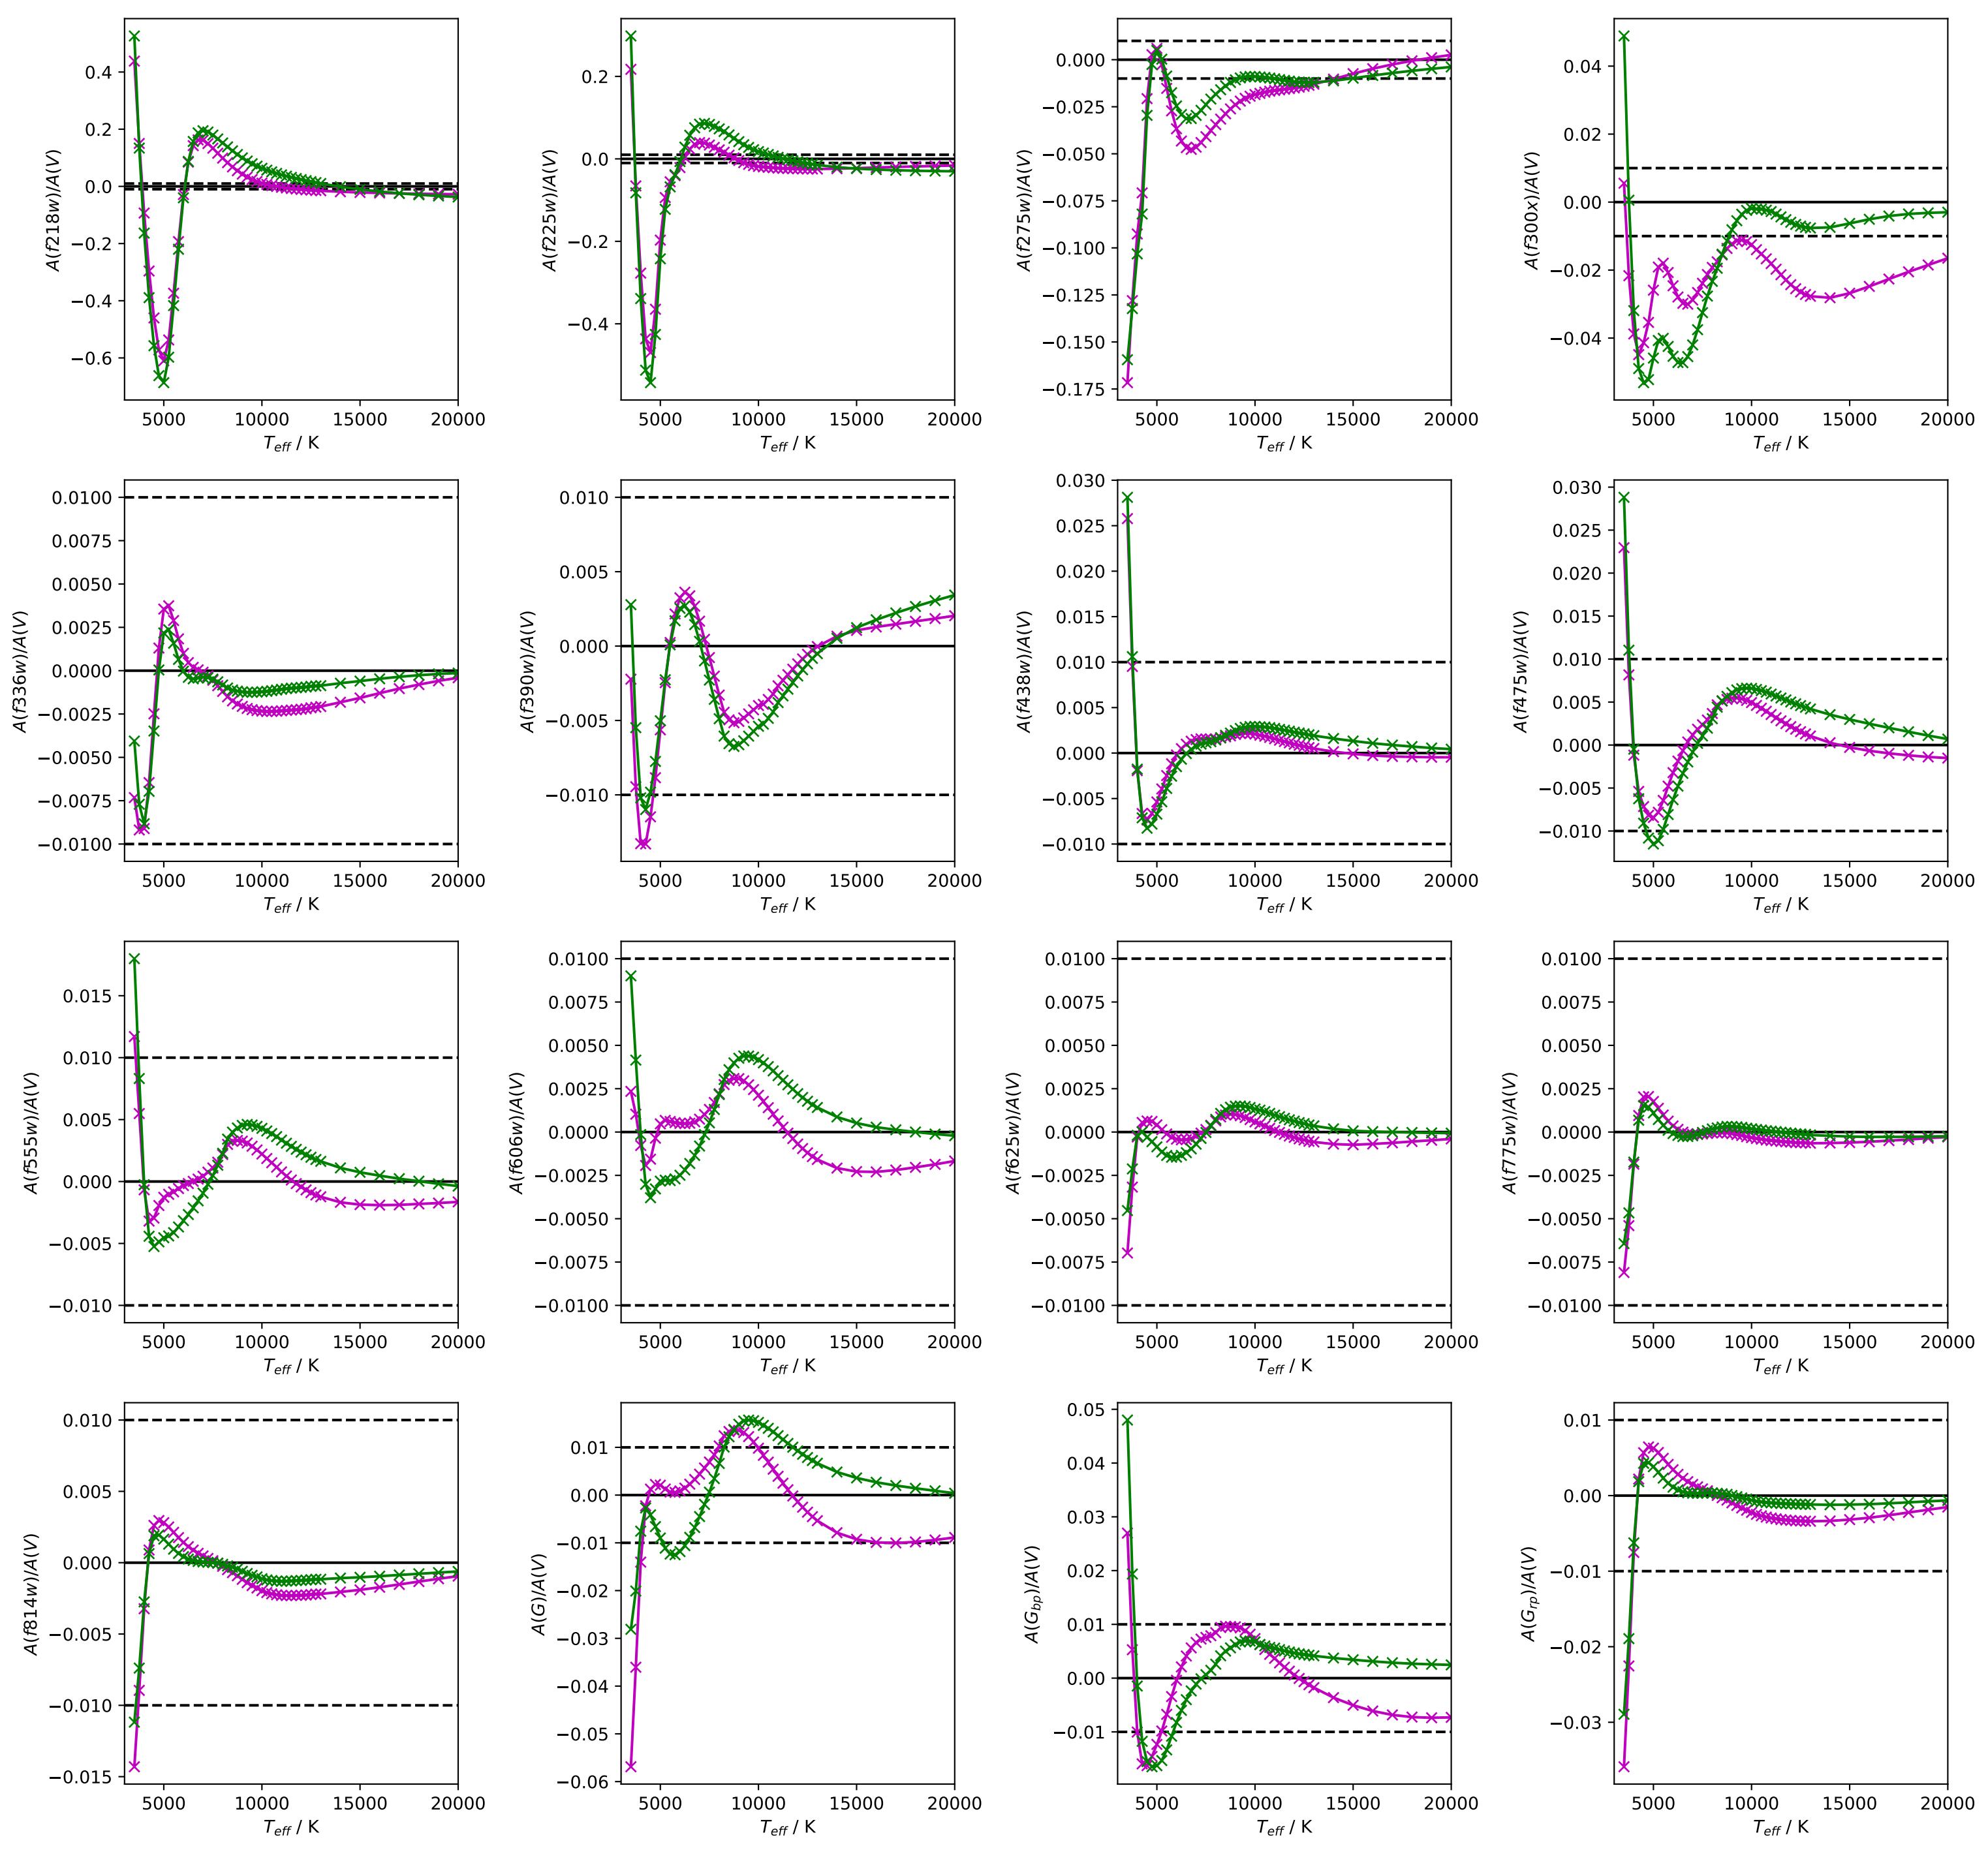 A(f218w)/A(V)
0.4
0.2
0.0
−0.2
−0.4
−0.6
5000 10000 15000 20000
T_eff / K
A(f225w)/A(V)
0.2
0.0
−0.2
−0.4
5000 10000 15000 20000
T_eff / K
A(f275w)/A(V)
0.000
−0.025
−0.050
−0.075
−0.100
−0.125
−0.150
−0.175
5000 10000 15000 20000
T_eff / K
A(f300x)/A(V)
0.04
0.02
0.00
−0.02
−0.04
5000 10000 15000 20000
T_eff / K
A(f336w)/A(V)
0.0100
0.0075
0.0050
0.0025
0.0000
−0.0025
−0.0050
−0.0075
−0.0100
5000 10000 15000 20000
T_eff / K
A(f390w)/A(V)
0.010
0.005
0.000
−0.005
−0.010
5000 10000 15000 20000
T_eff / K
A(f438w)/A(V)
0.030
0.025
0.020
0.015
0.010
0.005
0.000
−0.005
−0.010
5000 10000 15000 20000
T_eff / K
A(f475w)/A(V)
0.030
0.025
0.020
0.015
0.010
0.005
0.000
−0.005
−0.010
5000 10000 15000 20000
T_eff / K
A(f555w)/A(V)
0.015
0.010
0.005
0.000
−0.005
−0.010
5000 10000 15000 20000
T_eff / K
A(f606w)/A(V)
0.0100
0.0075
0.0050
0.0025
0.0000
−0.0025
−0.0050
−0.0075
−0.0100
5000 10000 15000 20000
T_eff / K
A(f625w)/A(V)
0.0100
0.0075
0.0050
0.0025
0.0000
−0.0025
−0.0050
−0.0075
−0.0100
5000 10000 15000 20000
T_eff / K
A(f775w)/A(V)
0.0100
0.0075
0.0050
0.0025
0.0000
−0.0025
−0.0050
−0.0075
−0.0100
5000 10000 15000 20000
T_eff / K
A(f814w)/A(V)
0.010
0.005
0.000
−0.005
−0.010
−0.015
5000 10000 15000 20000
T_eff / K
A(G)/A(V)
0.01
0.00
−0.01
−0.02
−0.03
−0.04
−0.05
−0.06
5000 10000 15000 20000
T_eff / K
A(G_bp)/A(V)
0.05
0.04
0.03
0.02
0.01
0.00
−0.01
5000 10000 15000 20000
T_eff / K
A(G_rp)/A(V)
0.01
0.00
−0.01
−0.02
−0.03
5000 10000 15000 20000
T_eff / K